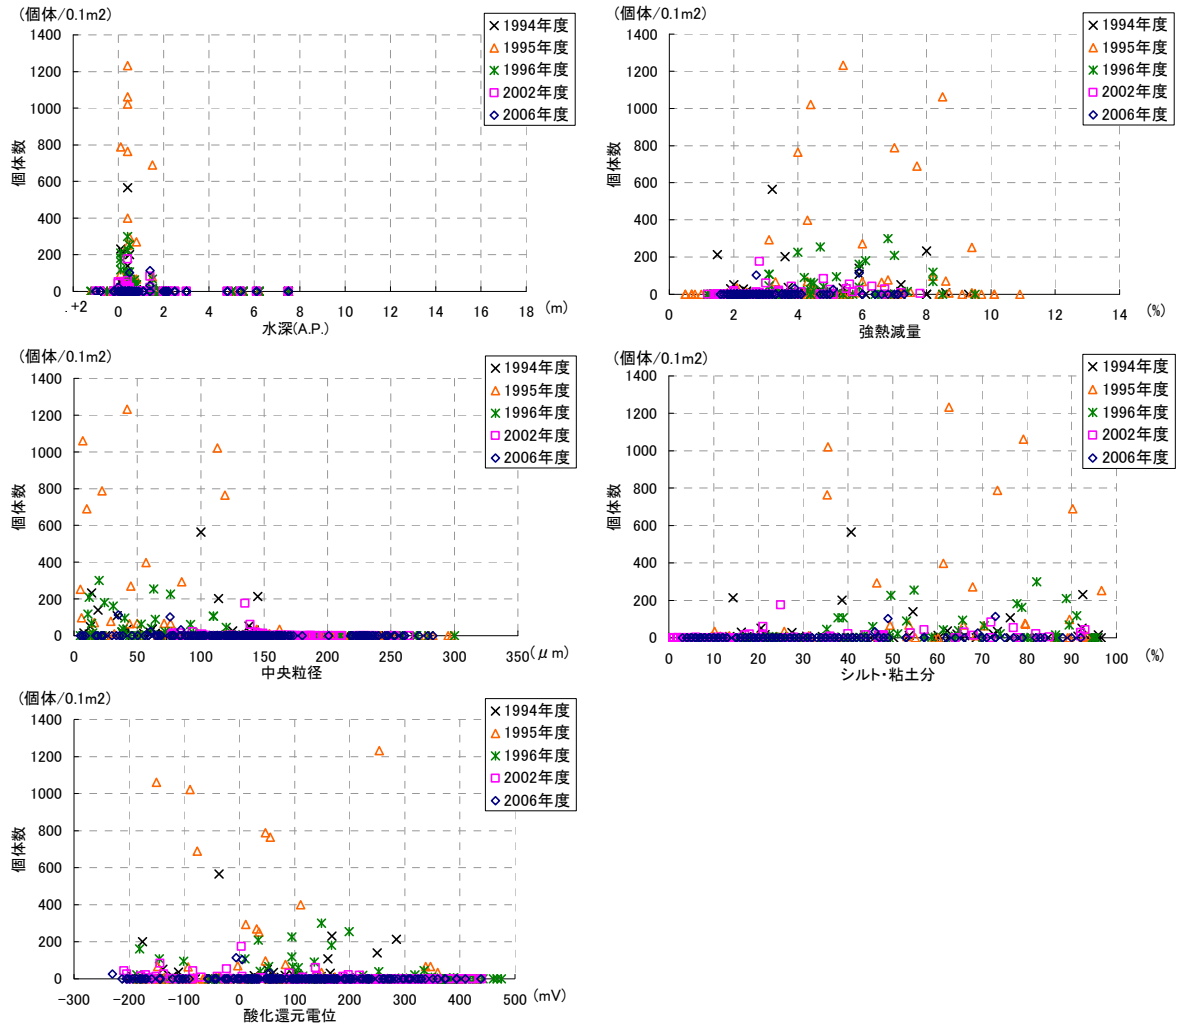 (個体/0.1m2)
1400
1200
1000
800
600
400
200
0
個体数
.+2 0 2 4 6 8 10 12 14 16 18
(m)
水深(A.P.)
1994年度
1995年度
1996年度
2002年度
2006年度
(個体/0.1m2)
1400
1200
1000
800
600
400
200
0
個体数
0 2 4 6 8 10 12 14
(%)
強熱減量
1994年度
1995年度
1996年度
2002年度
2006年度
(個体/0.1m2)
1400
1200
1000
800
600
400
200
0
個体数
0 50 100 150 200 250 300 350
(μm)
中央粒径
1994年度
1995年度
1996年度
2002年度
2006年度
(個体/0.1m2)
1400
1200
1000
800
600
400
200
0
個体数
0 10 20 30 40 50 60 70 80 90 100
(%)
シルト・粘土分
1994年度
1995年度
1996年度
2002年度
2006年度
(個体/0.1m2)
1400
1200
1000
800
600
400
200
0
個体数
-300 -200 -100 0 100 200 300 400 500
(mV)
酸化還元電位
1994年度
1995年度
1996年度
2002年度
2006年度